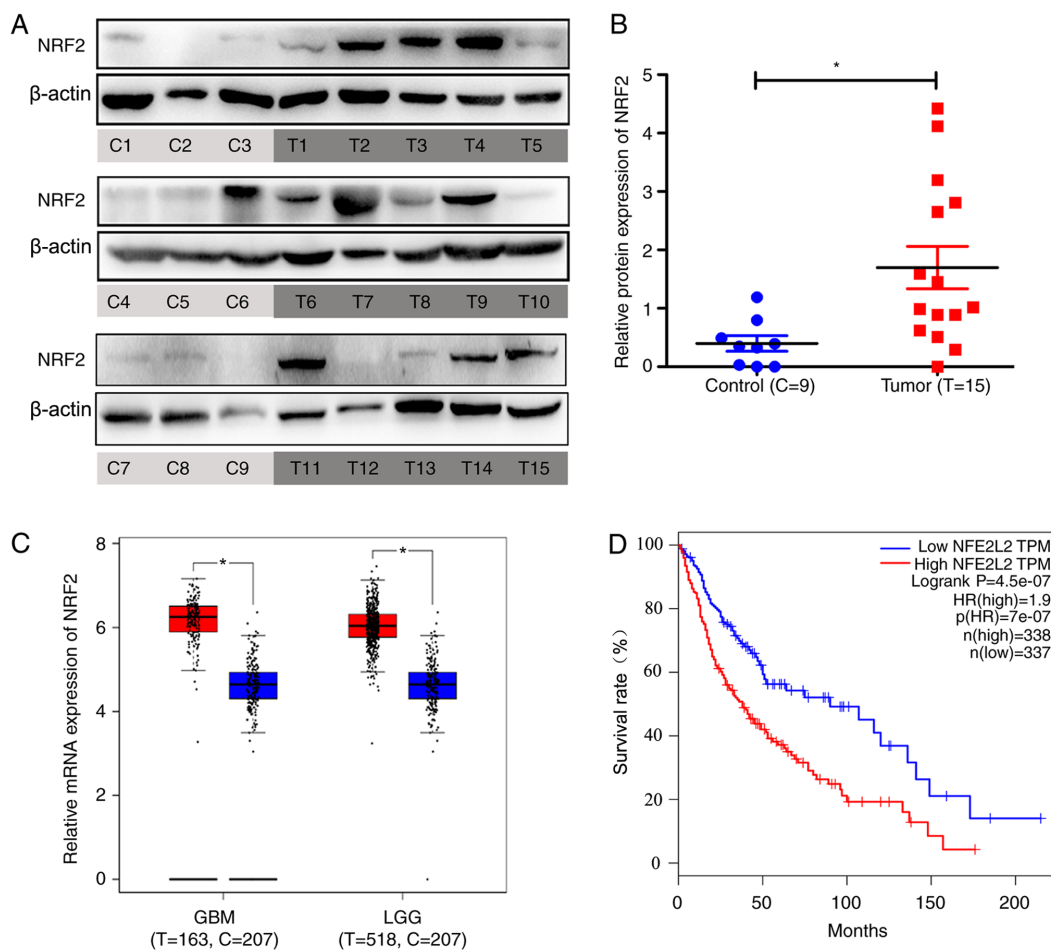 A
NRF2
β-actin
C1 C2 C3 T1 T2 T3 T4 T5
NRF2
β-actin
C4 C5 C6 T6 T7 T8 T9 T10
NRF2
β-actin
C7 C8 C9 T11 T12 T13 T14 T15
B
Relative protein expression of NRF2
5
4
3
2
1
0
*
Control (C=9) Tumor (T=15)
C
Relative mRNA expression of NRF2
8
6
4
2
0
* *
GBM LGG
(T=163, C=207) (T=518, C=207)
D
Survival rate (%)
100
80
60
40
20
0
Low NFE2L2 TPM
High NFE2L2 TPM
Logrank P=4.5e-07
HR(high)=1.9
p(HR)=7e-07
n(high)=338
n(low)=337
0 50 100 150 200
Months